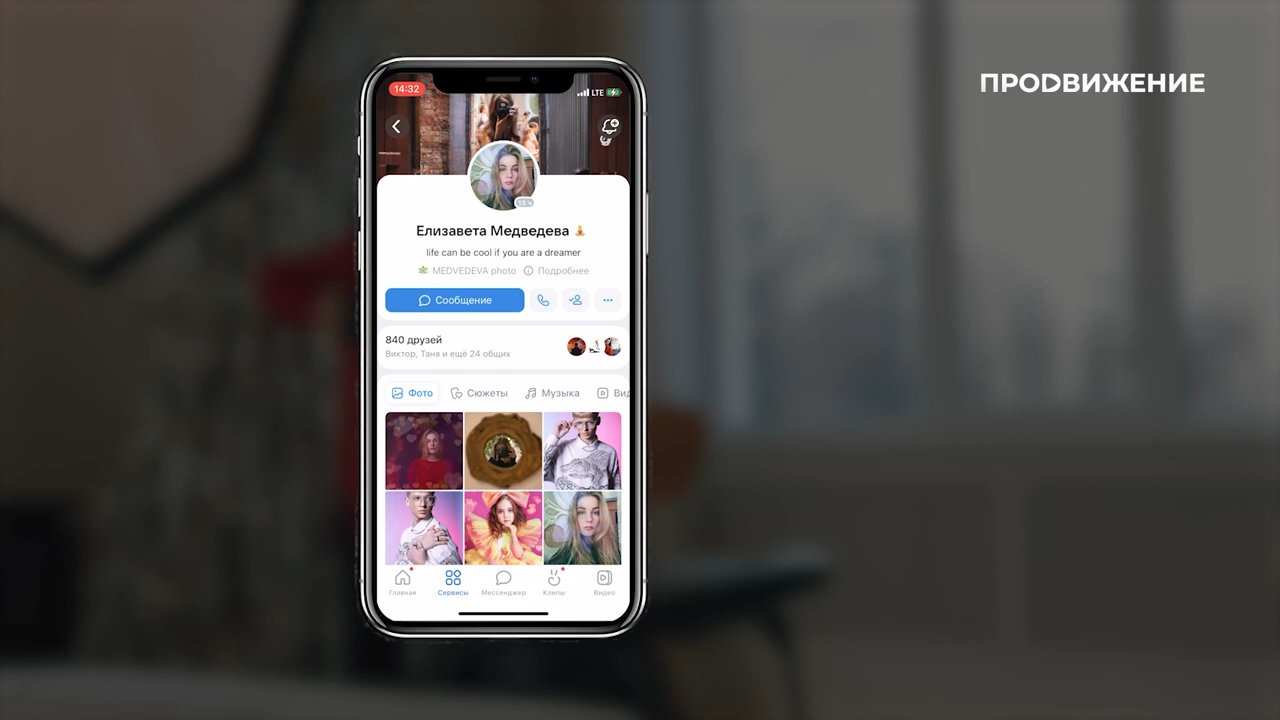 ПРОДВИЖЕНИЕ
14:32
LTE
Елизавета Медведева
life can be cool if you are a dreamer
MEDVEDEVA photo Подробнее
Сообщение
840 друзей
Виктор, Таня и ещё 24 общих
Фото Сюжеты Музыка Вид
Главная Сервисы Мессенджер Клипы Видео